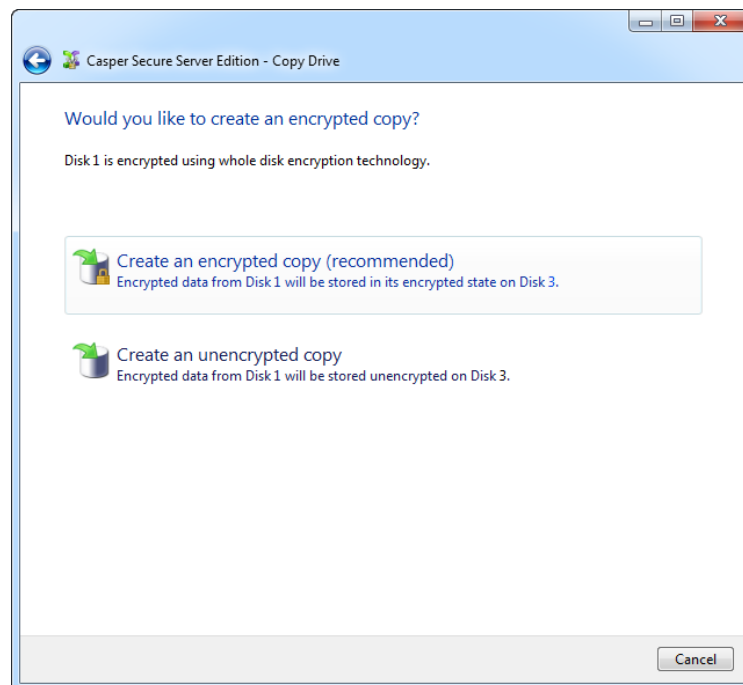 Casper Secure Server Edition - Copy Drive
Would you like to create an encrypted copy?
Disk 1 is encrypted using whole disk encryption technology.
Create an encrypted copy (recommended)
Encrypted data from Disk 1 will be stored in its encrypted state on Disk 3.
Create an unencrypted copy
Encrypted data from Disk 1 will be stored unencrypted on Disk 3.
Cancel